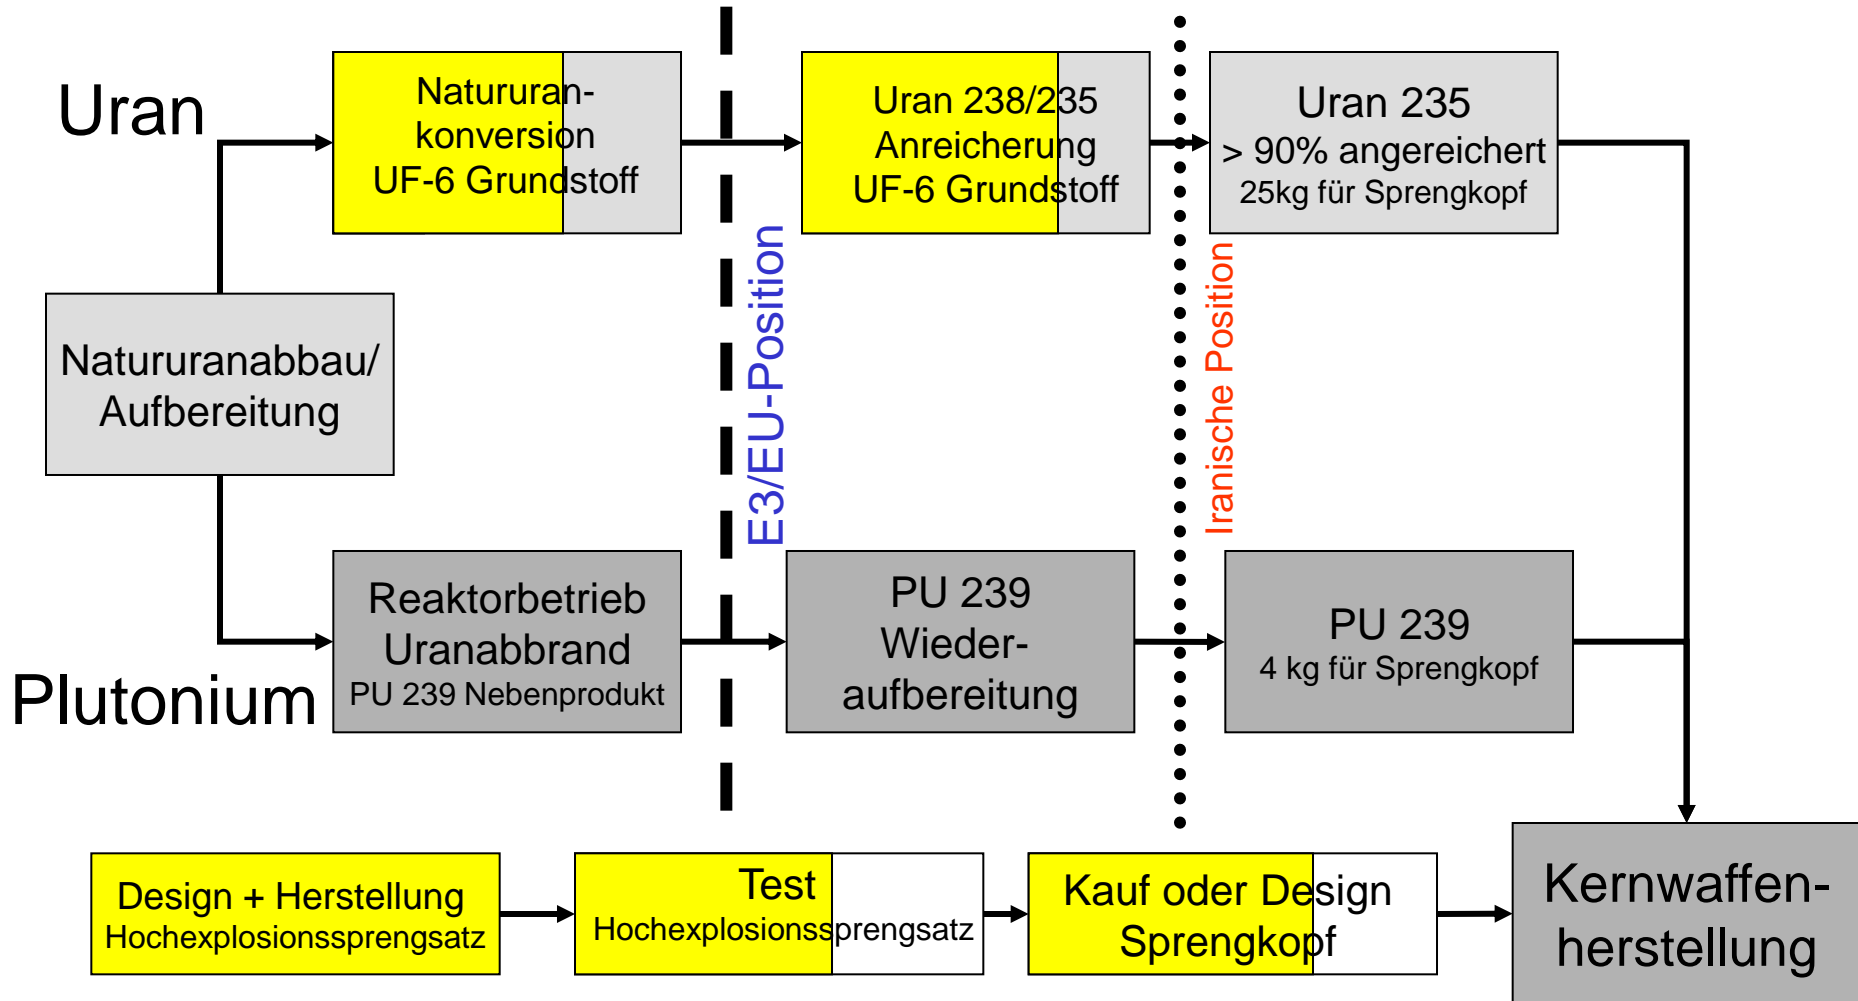 Uran
Natururan-
konversion
UF-6 Grundstoff
Uran 238/235
Anreicherung
UF-6 Grundstoff
Uran 235
> 90% angereichert
25kg für Sprengkopf
E3/EU-Position
Iranische Position
Natururanabbau/
Aufbereitung
Plutonium
Reaktorbetrieb
Uranabbrand
PU 239 Nebenprodukt
PU 239
Wieder-
aufbereitung
PU 239
4 kg für Sprengkopf
Design + Herstellung
Hochexplosionssprengsatz
Test
Hochexplosionssprengsatz
Kauf oder Design
Sprengkopf
Kernwaffen-
herstellung